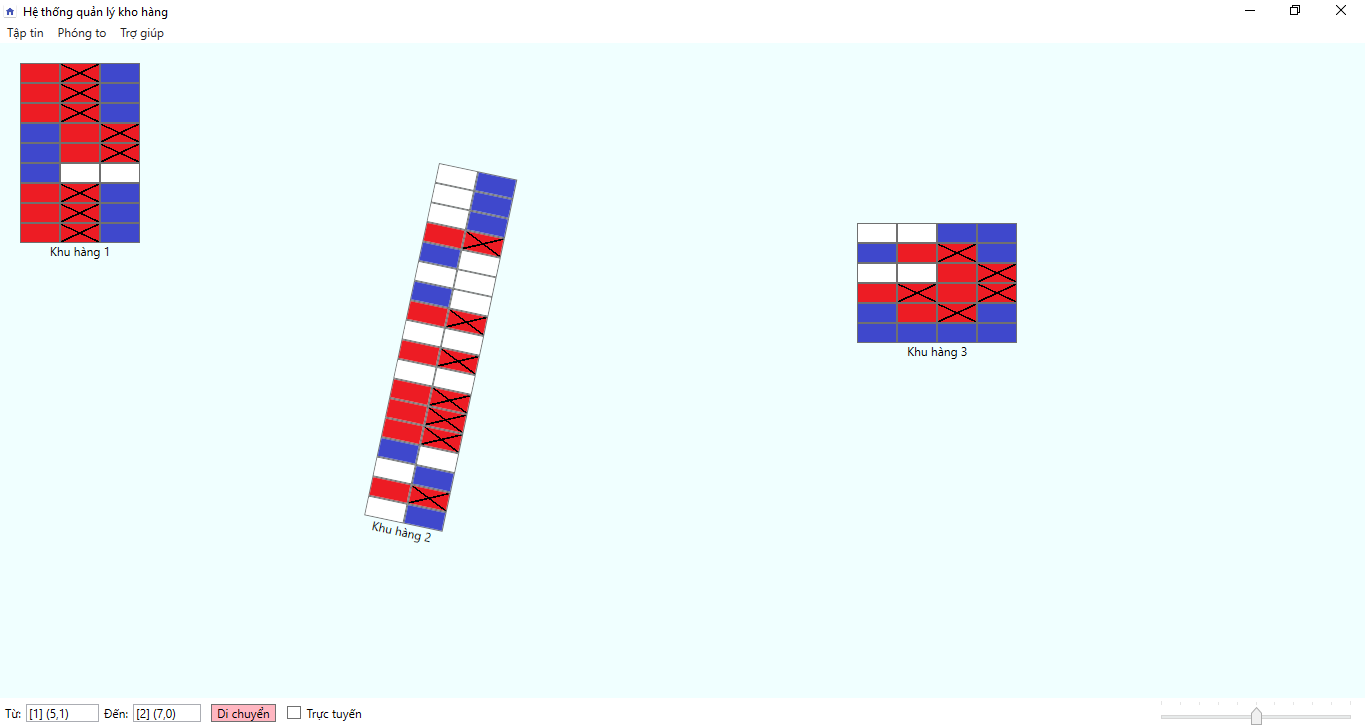 Hệ thống quản lý kho hàng
Tập tin Phóng to Trợ giúp
Khu hàng 1
Khu hàng 2
Khu hàng 3
Từ: [1] (5,1) Đến: [2] (7,0) Di chuyển Trực tuyến